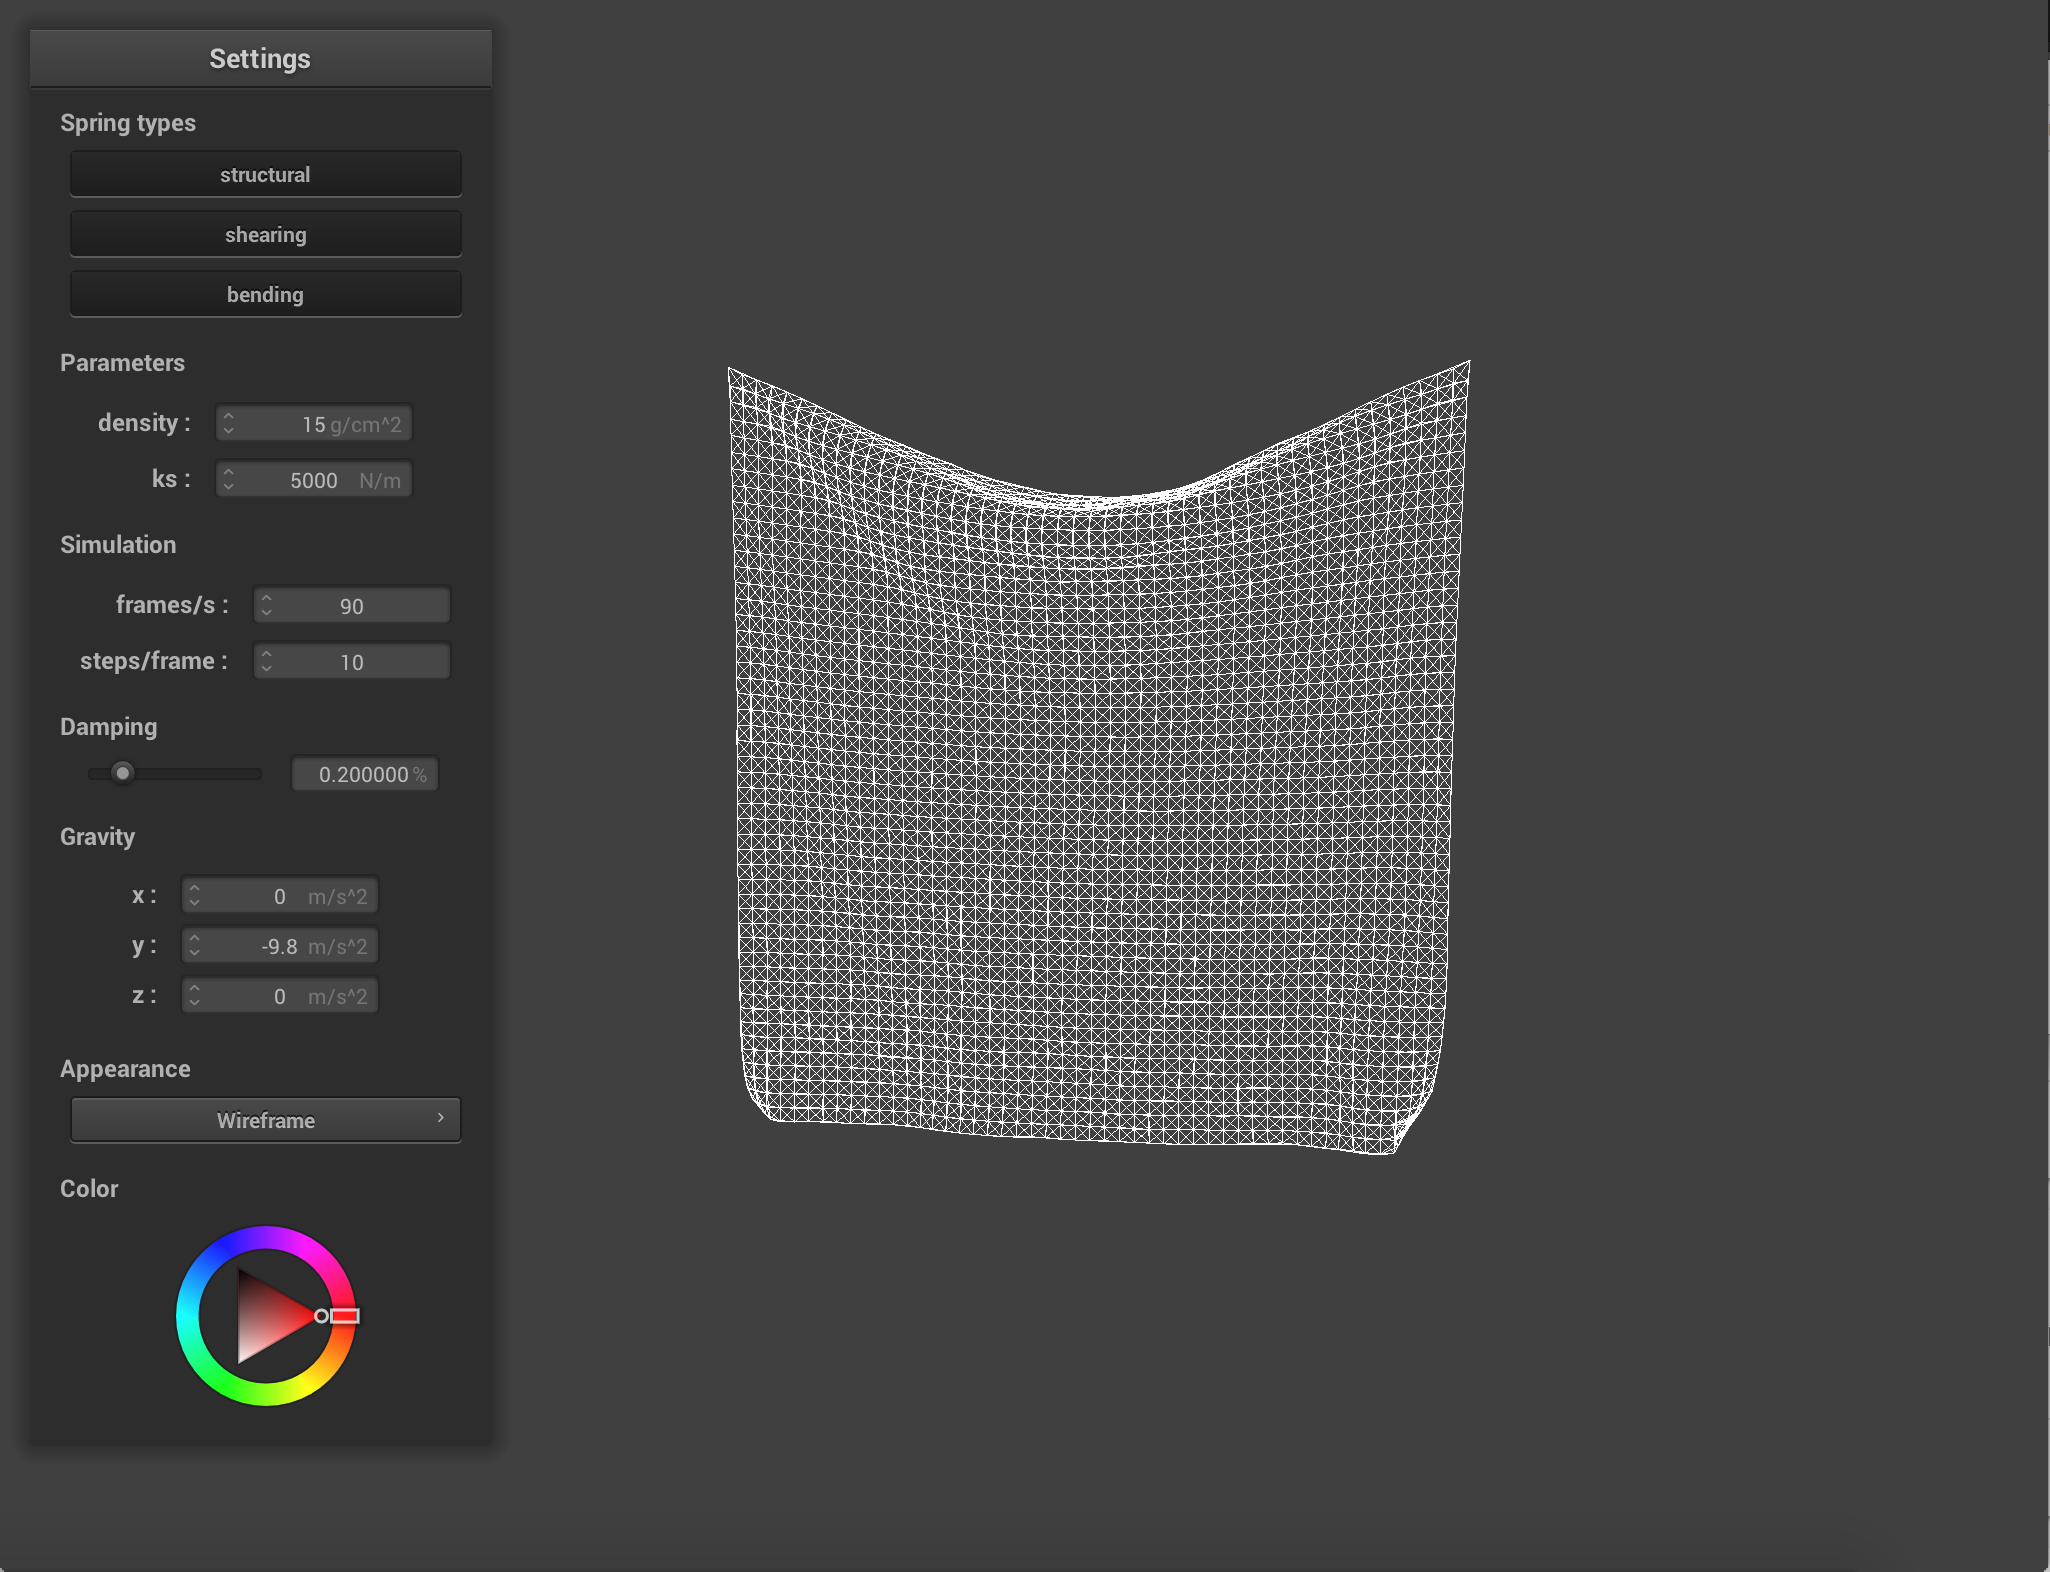 Settings
Spring types
structural
shearing
bending
Parameters
density : 15 g/cm^2
ks : 5000 N/m
Simulation
frames/s : 90
steps/frame : 10
Damping
0.200000 %
Gravity
x : 0 m/s^2
y : -9.8 m/s^2
z : 0 m/s^2
Appearance
Wireframe
Color